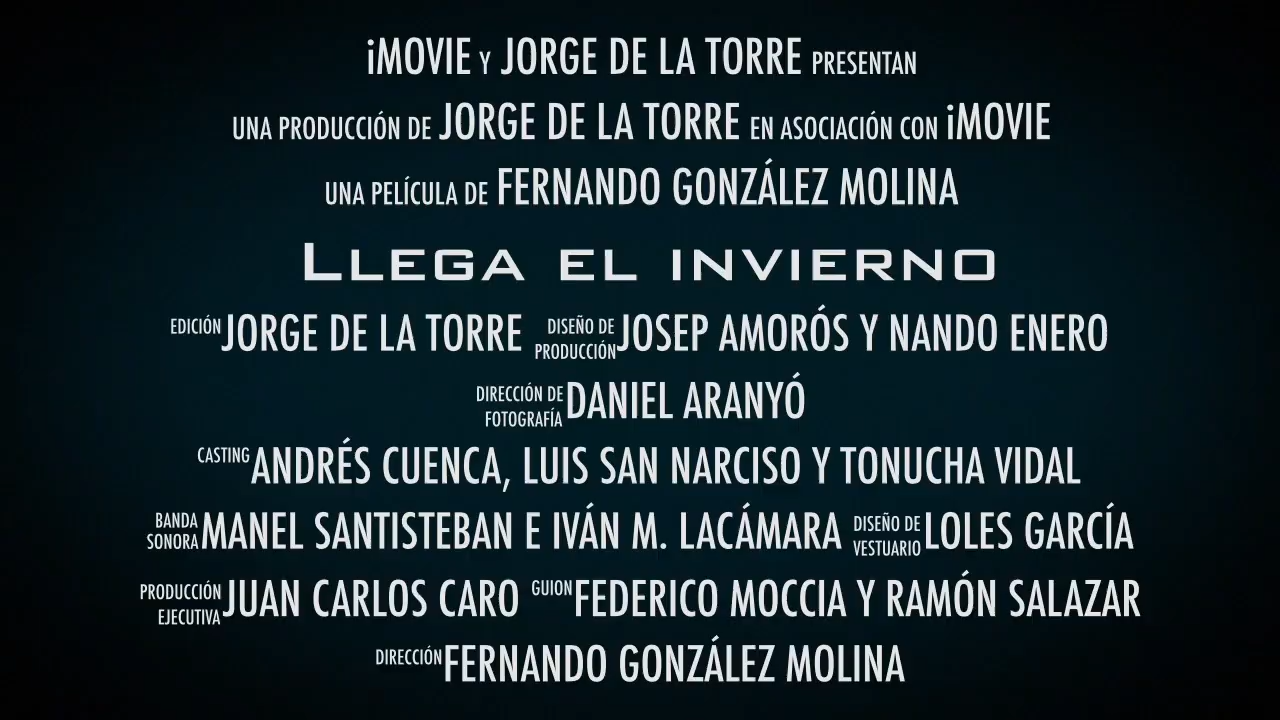 iMOVIE Y JORGE DE LA TORRE PRESENTAN
UNA PRODUCCIÓN DE JORGE DE LA TORRE EN ASOCIACIÓN CON iMOVIE
UNA PELÍCULA DE FERNANDO GONZÁLEZ MOLINA
LLEGA EL INVIERNO
EDICIÓN JORGE DE LA TORRE DISEÑO DE PRODUCCIÓN JOSEP AMORÓS Y NANDO ENERO
DIRECCIÓN DE FOTOGRAFÍA DANIEL ARANYÓ
CASTING ANDRÉS CUENCA, LUIS SAN NARCISO Y TONUCHA VIDAL
BANDA SONORA MANEL SANTISTEBAN E IVÁN M. LACÁMARA DISEÑO DE VESTUARIO LOLES GARCÍA
PRODUCCIÓN EJECUTIVA JUAN CARLOS CARO GUION FEDERICO MOCCIA Y RAMÓN SALAZAR
DIRECCIÓN FERNANDO GONZÁLEZ MOLINA